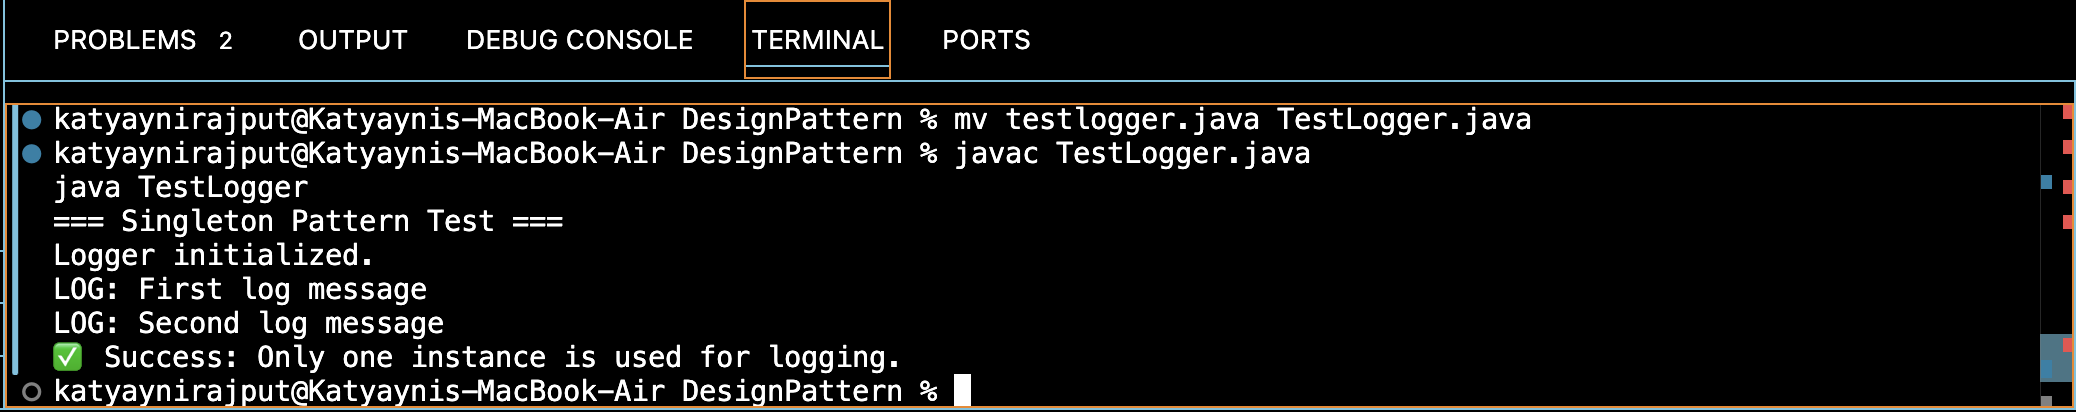 PROBLEMS 2 OUTPUT DEBUG CONSOLE TERMINAL PORTS
katyaynirajput@Katyaynis-MacBook-Air DesignPattern % mv testlogger.java TestLogger.java
katyaynirajput@Katyaynis-MacBook-Air DesignPattern % javac TestLogger.java
java TestLogger
=== Singleton Pattern Test ===
Logger initialized.
LOG: First log message
LOG: Second log message
✅ Success: Only one instance is used for logging.
katyaynirajput@Katyaynis-MacBook-Air DesignPattern %